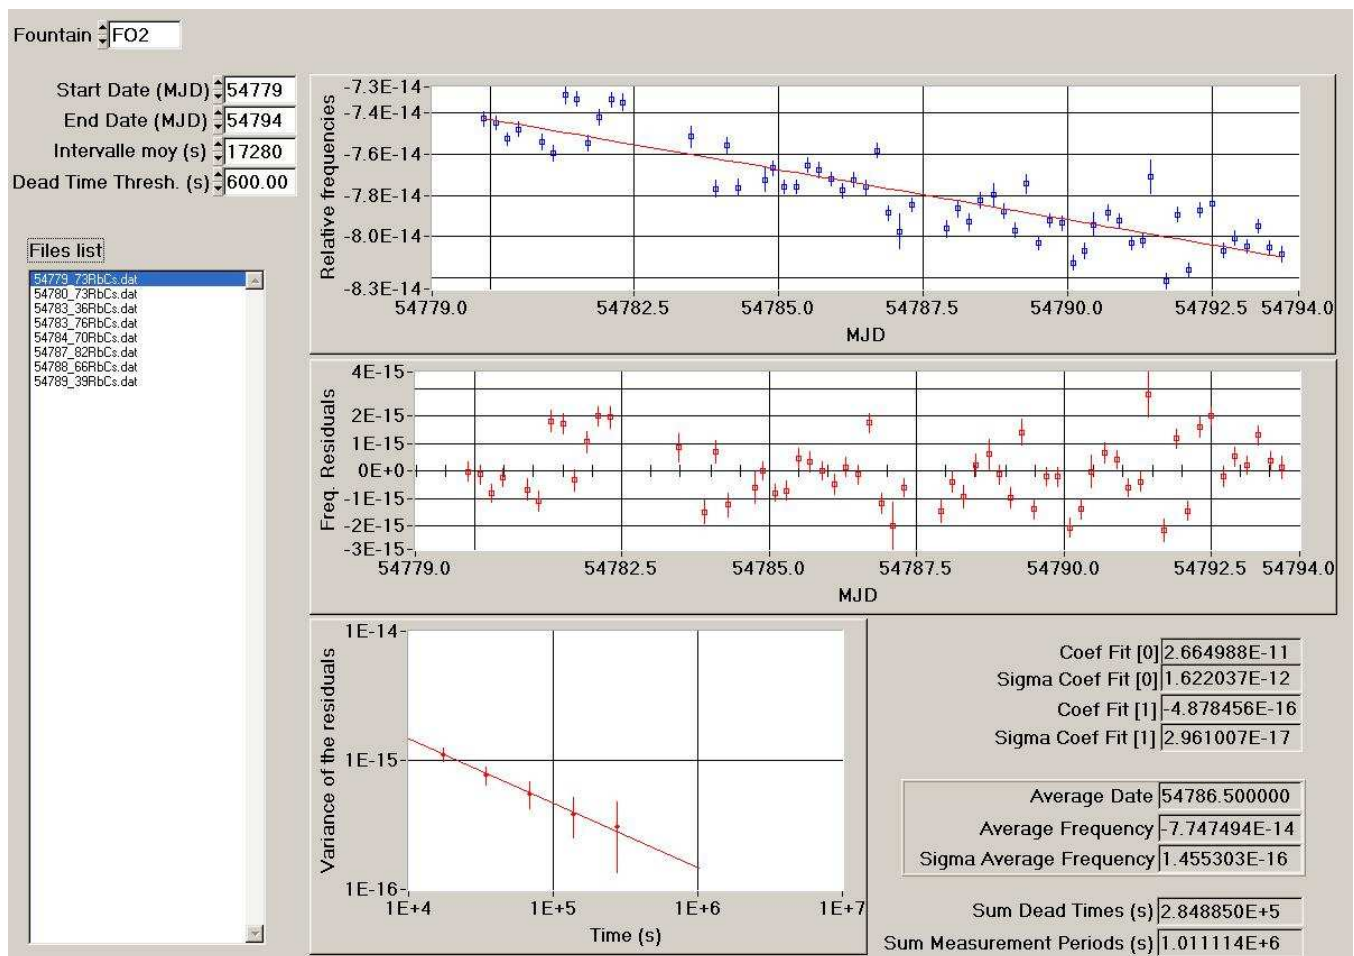 Fountain FO2
Start Date (MJD) 54779
End Date (MJD) 54794
Intervalle moy (s) 17280
Dead Time Thresh. (s) 600.00
Files list
54779_73RbCs.dat
54780_73RbCs.dat
54783_36RbCs.dat
54783_76RbCs.dat
54784_70RbCs.dat
54787_82RbCs.dat
54788_66RbCs.dat
54789_39RbCs.dat
Relative frequencies
-7.3E-14
-7.4E-14
-7.6E-14
-7.8E-14
-8.0E-14
-8.3E-14
54779.0 54782.5 54785.0 54787.5 54790.0 54792.5 54794.0
MJD
Freq. Residuals
4E-15
2E-15
1E-15
0E+0
-1E-15
-2E-15
-3E-15
54779.0 54782.5 54785.0 54787.5 54790.0 54792.5 54794.0
MJD
Variance of the residuals
1E-14
1E-15
1E-16
1E+4 1E+5 1E+6 1E+7
Time (s)
Coef Fit [0] 2.664988E-11
Sigma Coef Fit [0] 1.622037E-12
Coef Fit [1] -4.878456E-16
Sigma Coef Fit [1] 2.961007E-17
Average Date 54786.500000
Average Frequency -7.747494E-14
Sigma Average Frequency 1.455303E-16
Sum Dead Times (s) 2.848850E+5
Sum Measurement Periods (s) 1.011114E+6